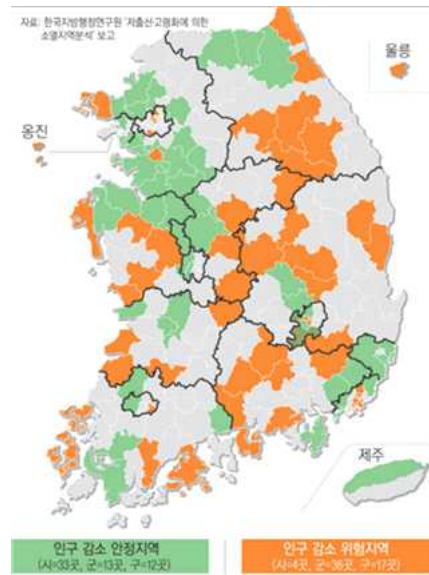 자료: 한국지방행정연구원 '저출산·고령화에 의한
소멸지역분석' 보고
울릉
옹진
제주
인구 감소 안정지역
(시=33곳, 군=13곳, 구=12곳)
인구 감소 위험지역
(시=4곳, 군=36곳, 구=17곳)